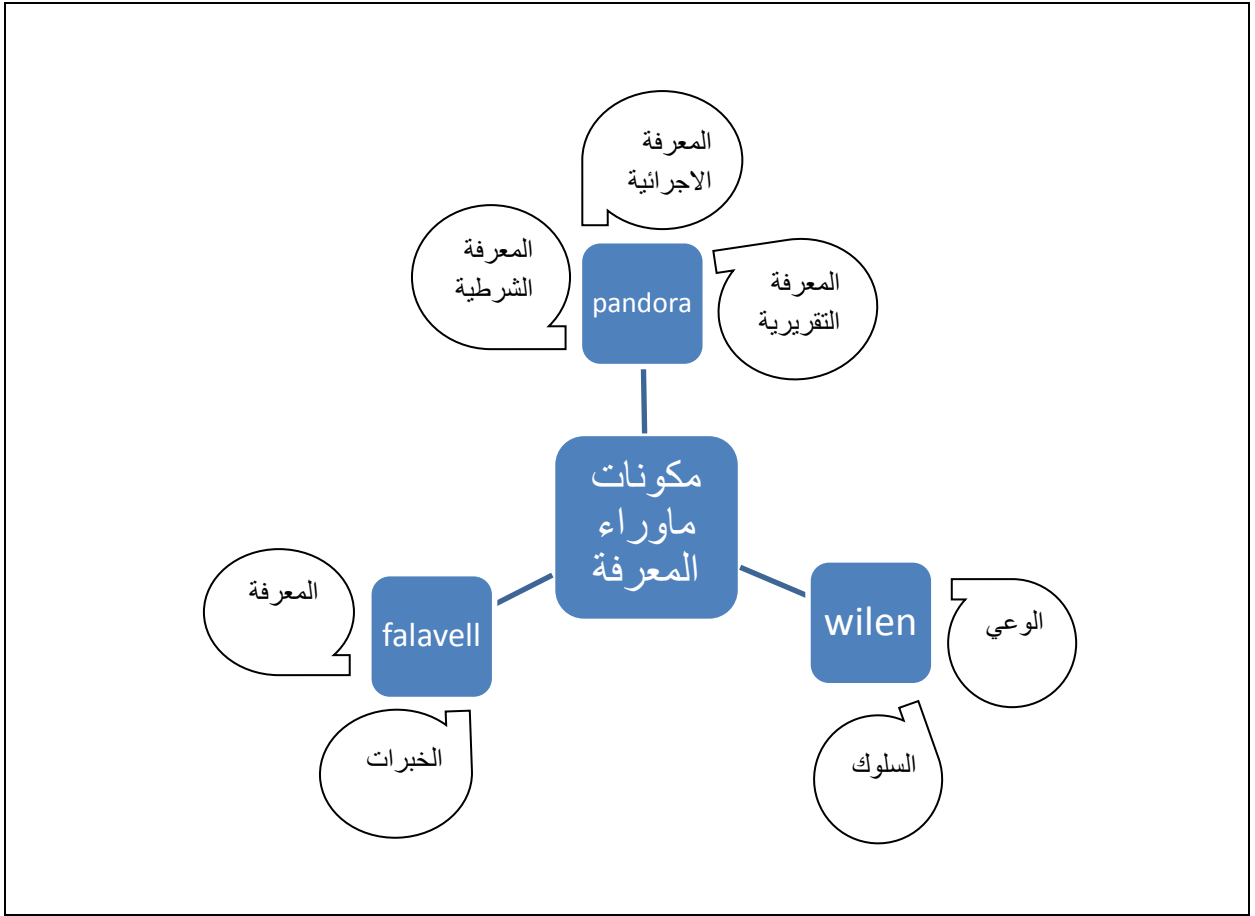 المعرفة
الاجرائية
المعرفة
الشرطية
pandora
المعرفة
التقريرية
مكونات
ماوراء
المعرفة
المعرفة
falavell
الخبرات
wilen
الوعي
السلوك